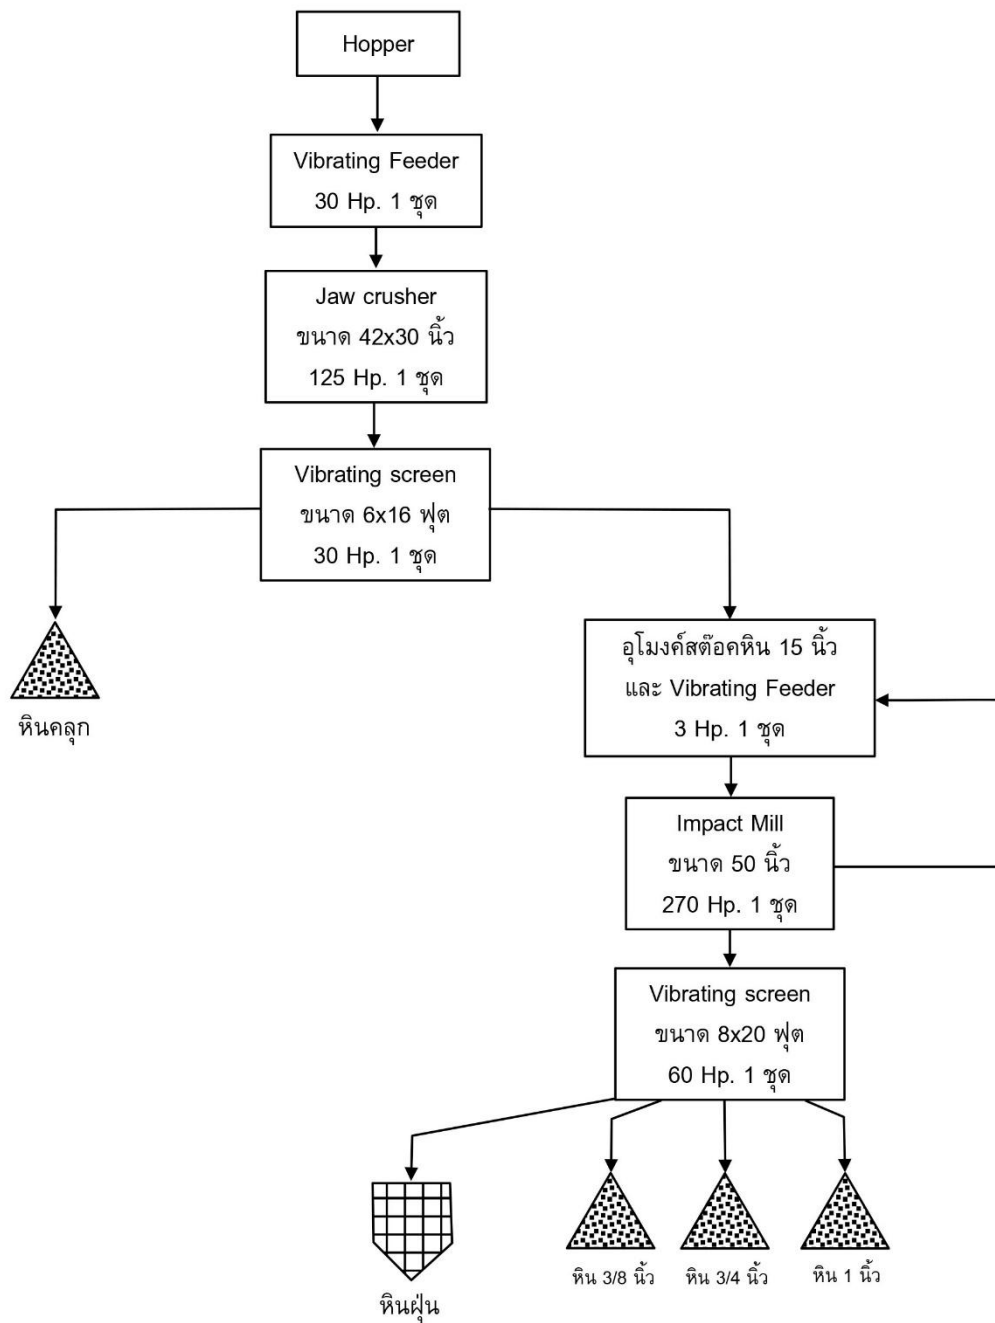 Hopper
Vibrating Feeder
30 Hp. 1 ชุด
Jaw crusher
ขนาด 42x30 นิ้ว
125 Hp. 1 ชุด
Vibrating screen
ขนาด 6x16 ฟุต
30 Hp. 1 ชุด
หินคลุก
อุโมงค์สต๊อคหิน 15 นิ้ว
และ Vibrating Feeder
3 Hp. 1 ชุด
Impact Mill
ขนาด 50 นิ้ว
270 Hp. 1 ชุด
Vibrating screen
ขนาด 8x20 ฟุต
60 Hp. 1 ชุด
หินฝุ่น
หิน 3/8 นิ้ว
หิน 3/4 นิ้ว
หิน 1 นิ้ว